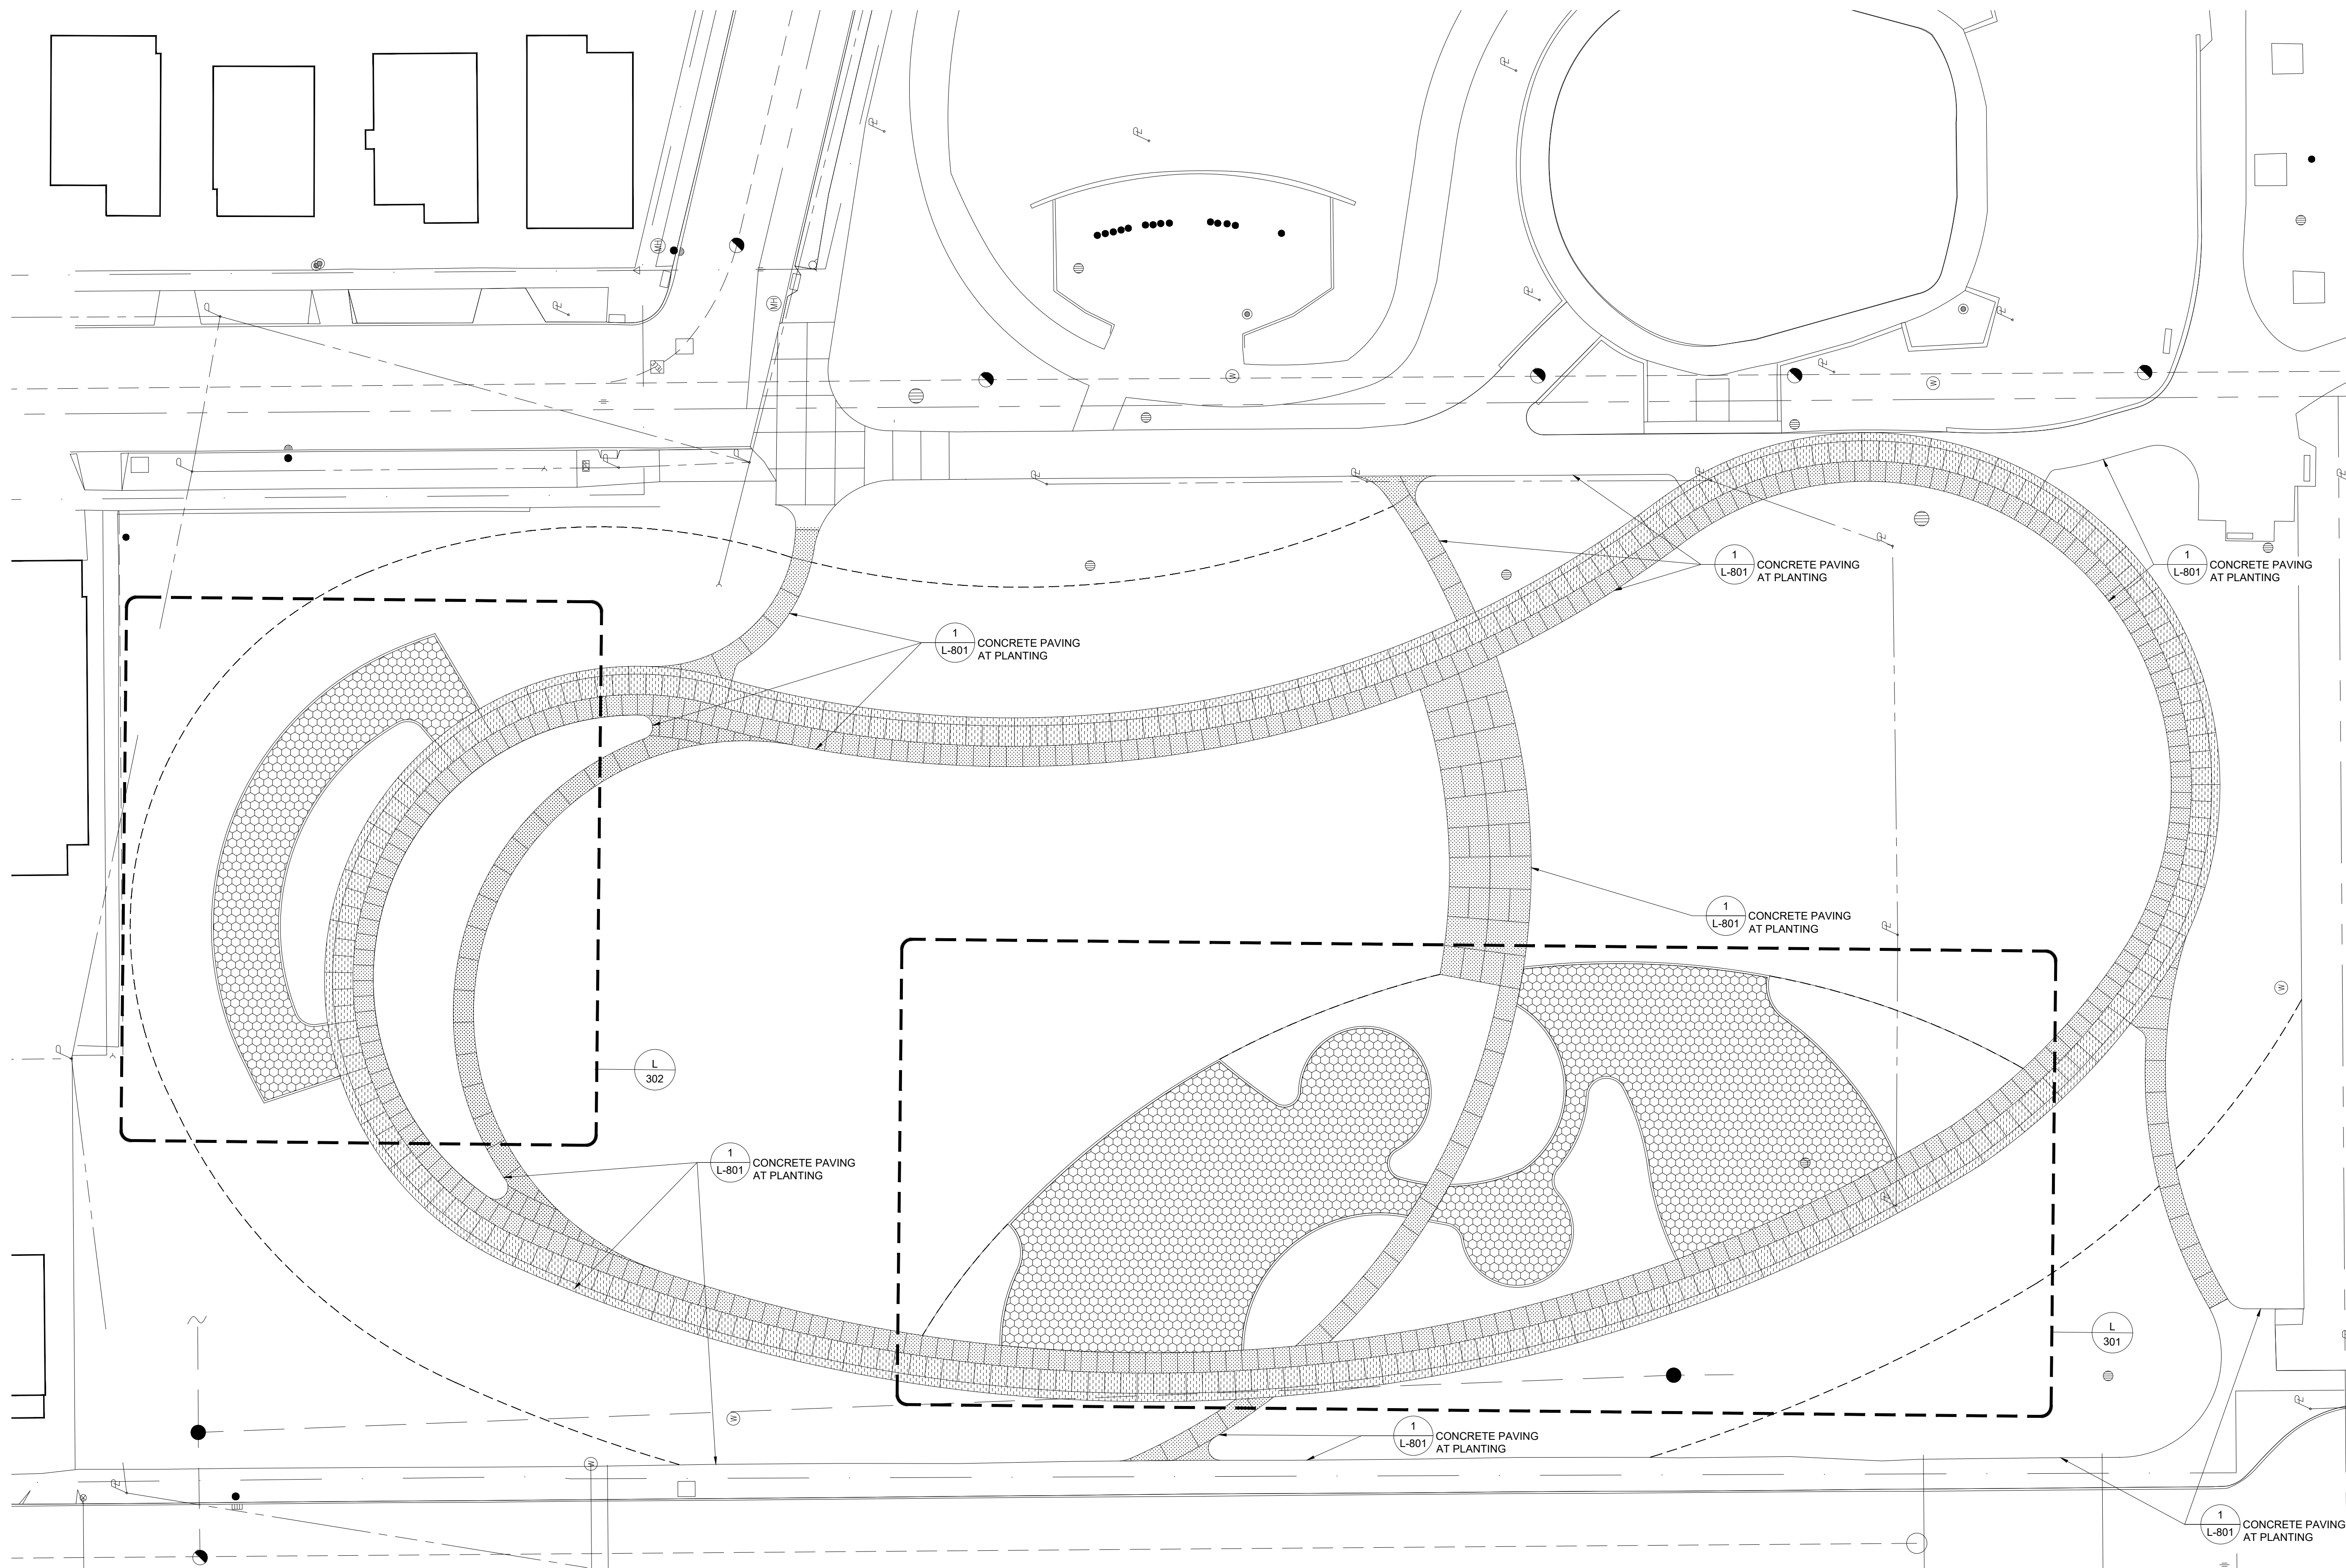 MH
MH
W
W
1
L-801
CONCRETE PAVING
AT PLANTING
1
L-801
CONCRETE PAVING
AT PLANTING
1
L-801
CONCRETE PAVING
AT PLANTING
1
L-801
CONCRETE PAVING
AT PLANTING
W
L
302
1
L-801
CONCRETE PAVING
AT PLANTING
L
301
W
1
L-801
CONCRETE PAVING
AT PLANTING
W
1
L-801
CONCRETE PAVING
AT PLANTING